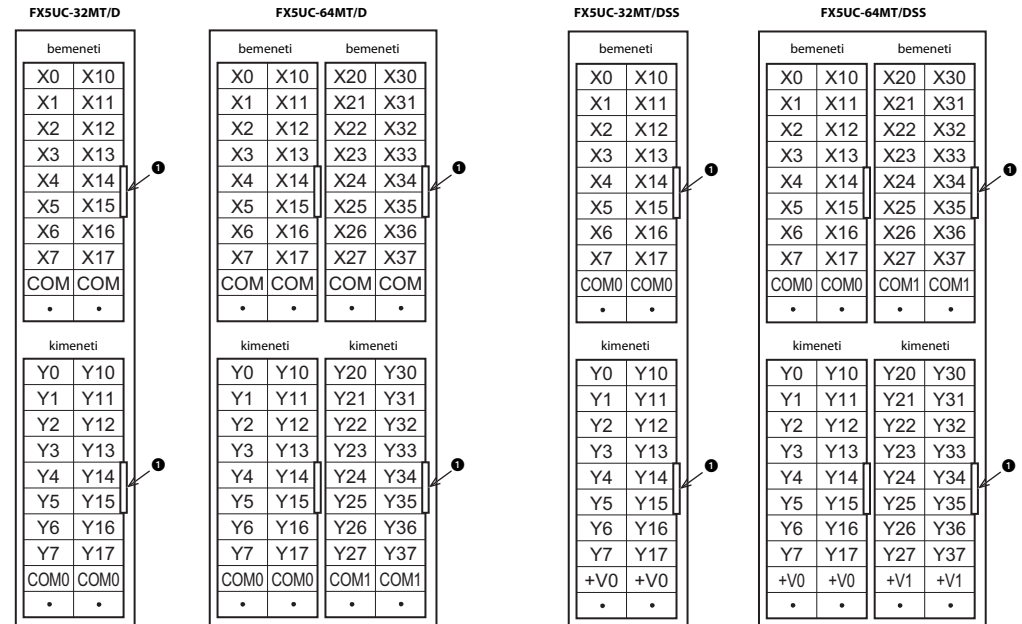 FX5UC-32MT/D FX5UC-64MT/D FX5UC-32MT/DSS FX5UC-64MT/DSS
bemeneti bemeneti bemeneti bemeneti bemeneti bemeneti
X0 X10 X0 X10 X20 X30 X0 X10 X0 X10 X20 X30
X1 X11 X1 X11 X21 X31 X1 X11 X1 X11 X21 X31
X2 X12 X2 X12 X22 X32 X2 X12 X2 X12 X22 X32
X3 X13 X3 X13 X23 X33 X3 X13 X3 X13 X23 X33
❶ ❶ ❶ ❶
X4 X14 X4 X14 X24 X34 X4 X14 X4 X14 X24 X34
X5 X15 X5 X15 X25 X35 X5 X15 X5 X15 X25 X35
X6 X16 X6 X16 X26 X36 X6 X16 X6 X16 X26 X36
X7 X17 X7 X17 X27 X37 X7 X17 X7 X17 X27 X37
COM COM COM COM COM COM COM0 COM0 COM0 COM0 COM1 COM1
• • • • • • • • • • • •
kimeneti kimeneti kimeneti kimeneti kimeneti kimeneti
Y0 Y10 Y0 Y10 Y20 Y30 Y0 Y10 Y0 Y10 Y20 Y30
Y1 Y11 Y1 Y11 Y21 Y31 Y1 Y11 Y1 Y11 Y21 Y31
Y2 Y12 Y2 Y12 Y22 Y32 Y2 Y12 Y2 Y12 Y22 Y32
Y3 Y13 Y3 Y13 Y23 Y33 Y3 Y13 Y3 Y13 Y23 Y33
❶ ❶ ❶ ❶
Y4 Y14 Y4 Y14 Y24 Y34 Y4 Y14 Y4 Y14 Y24 Y34
Y5 Y15 Y5 Y15 Y25 Y35 Y5 Y15 Y5 Y15 Y25 Y35
Y6 Y16 Y6 Y16 Y26 Y36 Y6 Y16 Y6 Y16 Y26 Y36
Y7 Y17 Y7 Y17 Y27 Y37 Y7 Y17 Y7 Y17 Y27 Y37
COM0 COM0 COM0 COM0 COM1 COM1 +V0 +V0 +V0 +V0 +V1 +V1
• • • • • • • • • • • •